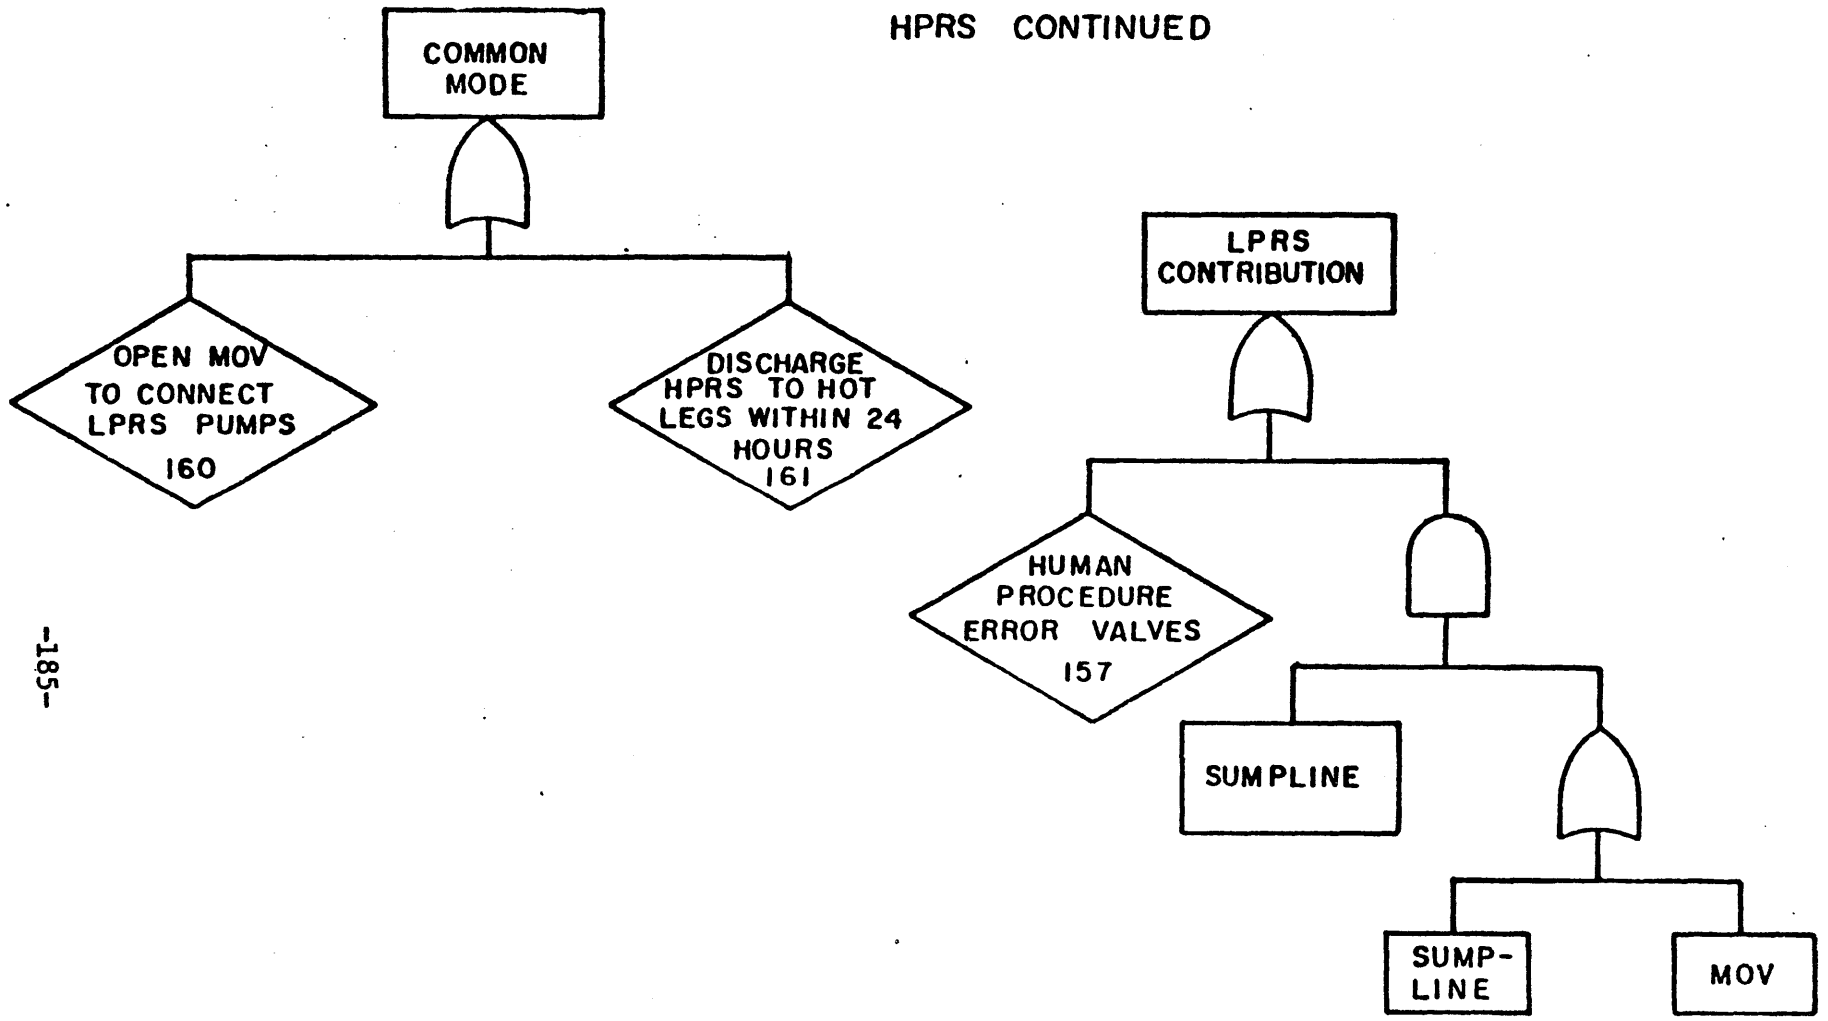 HPRS CONTINUED
COMMON
MODE
OPEN MOV
TO CONNECT
LPRS PUMPS
160
DISCHARGE
HPRS TO HOT
LEGS WITHIN 24
HOURS
161
LPRS
CONTRIBUTION
HUMAN
PROCEDURE
ERROR VALVES
157
SUMPLINE
SUMP-
LINE
MOV
-185-